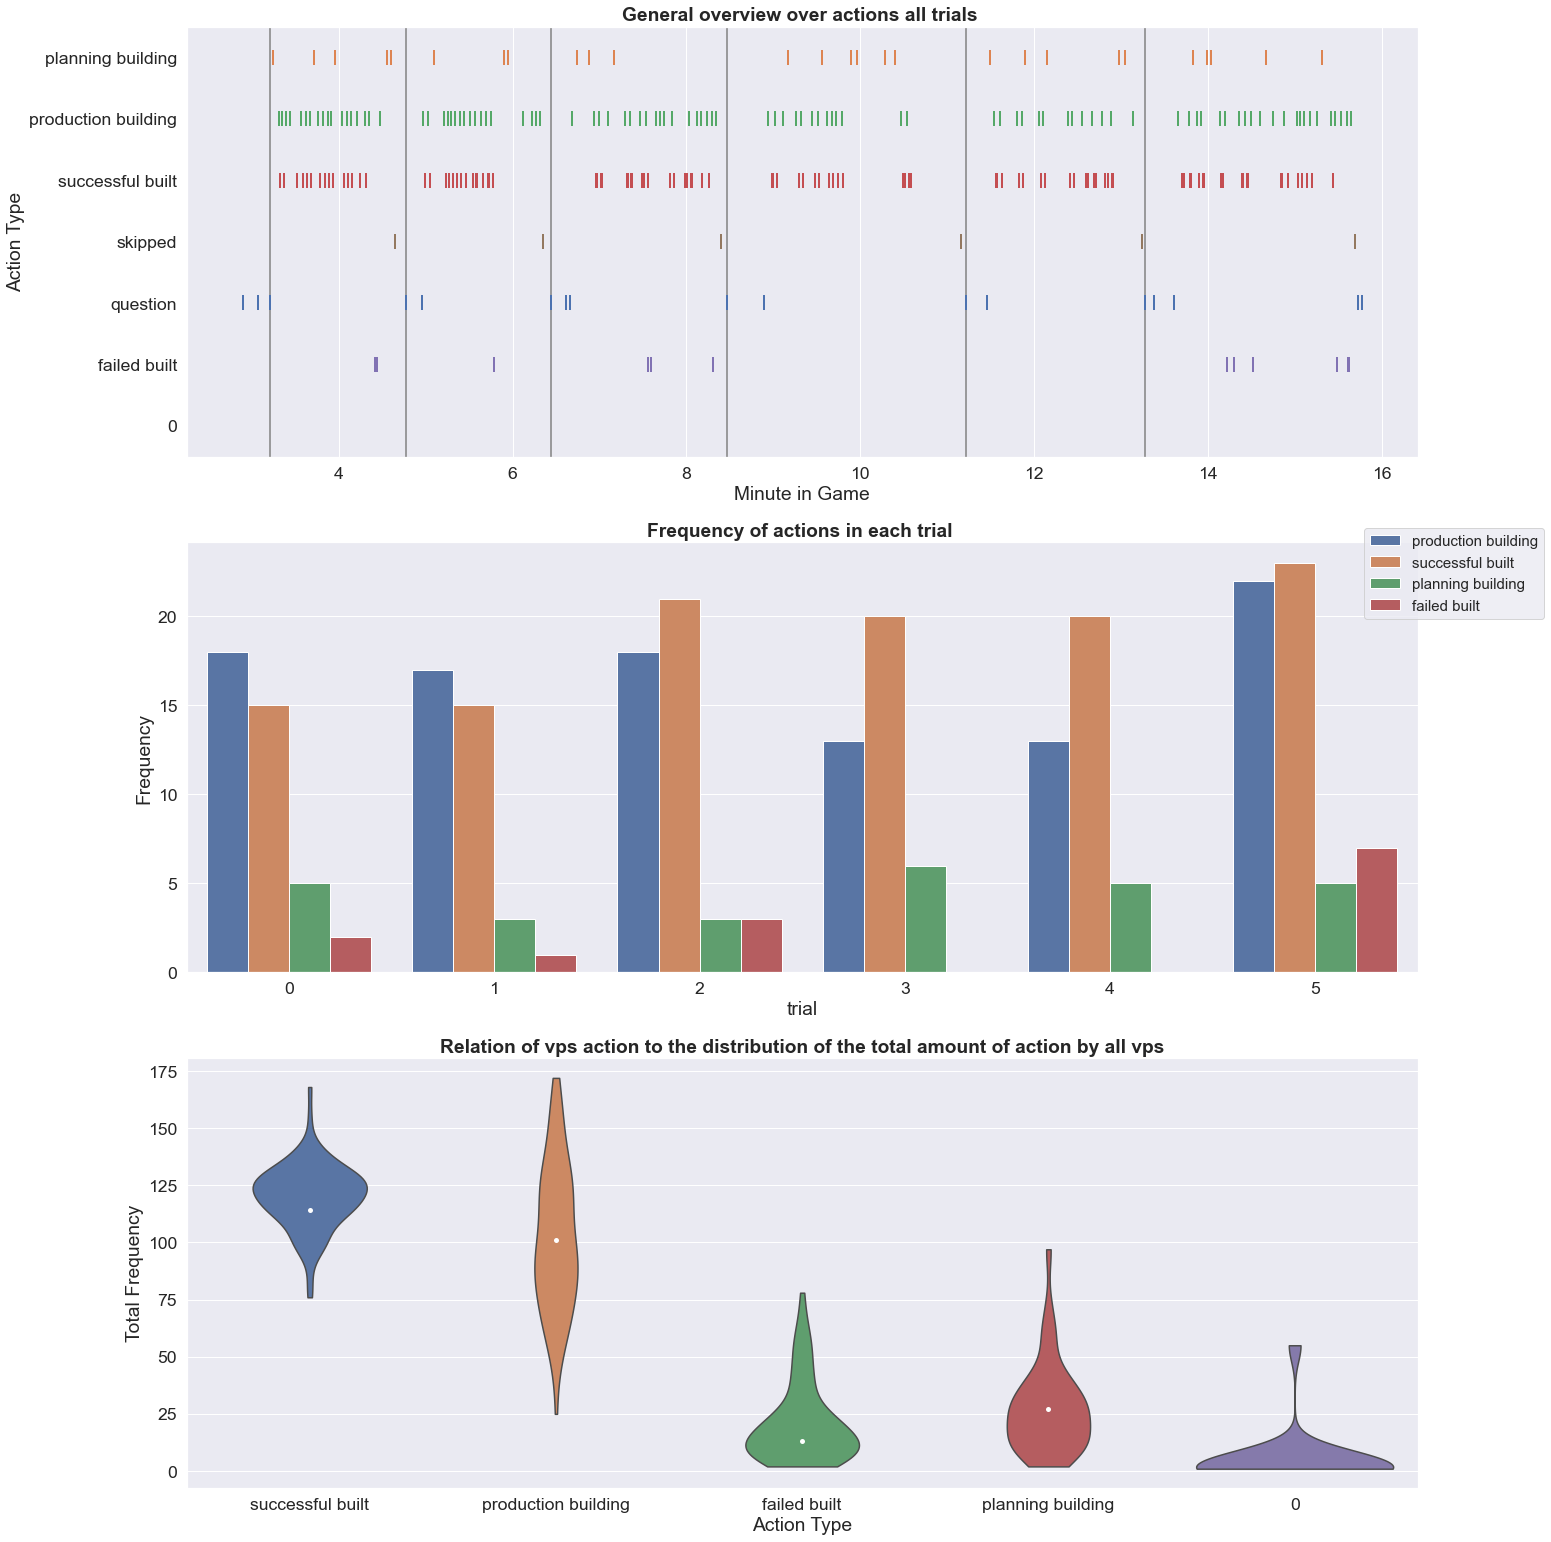 General overview over actions all trials
planning building
production building
successful built
skipped
question
failed built
0
Action Type
4 6 8 10 12 14 16
Minute in Game
Frequency of actions in each trial
production building
successful built
planning building
failed built
20
15
10
5
0
Frequency
0 1 2 3 4 5
trial
Relation of vps action to the distribution of the total amount of action by all vps
175
150
125
100
75
50
25
0
Total Frequency
successful built production building failed built planning building 0
Action Type